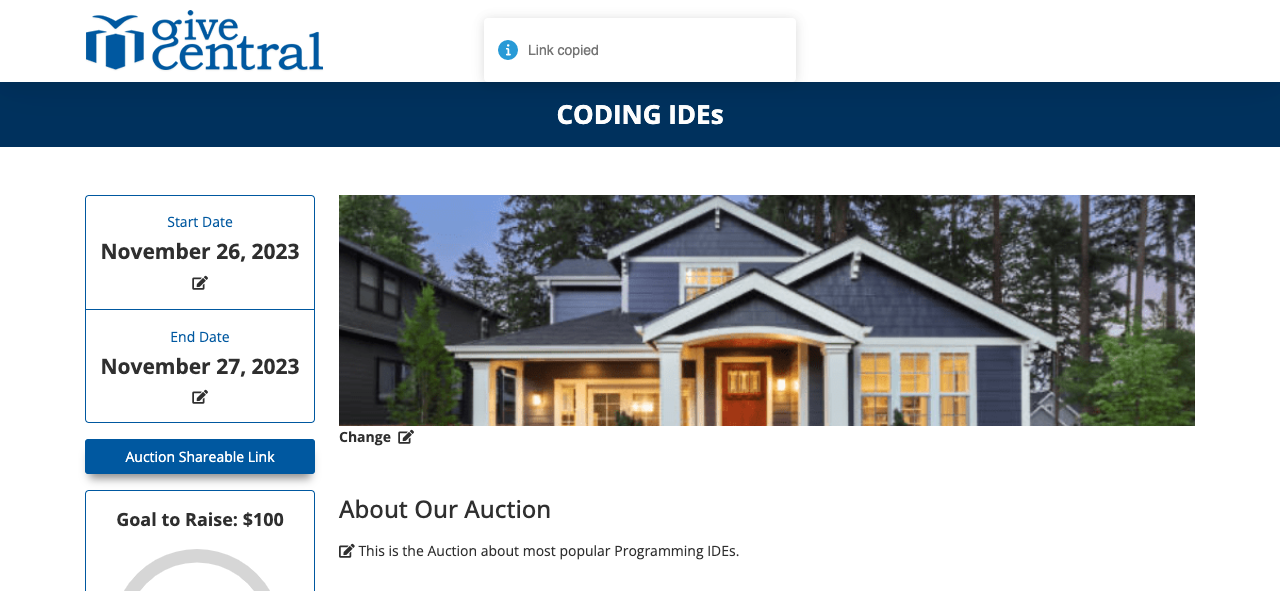 give
Central
Link copied
CODING IDEs
Start Date
November 26, 2023
End Date
November 27, 2023
Auction Shareable Link
Goal to Raise: $100
Change
About Our Auction
This is the Auction about most popular Programming IDEs.